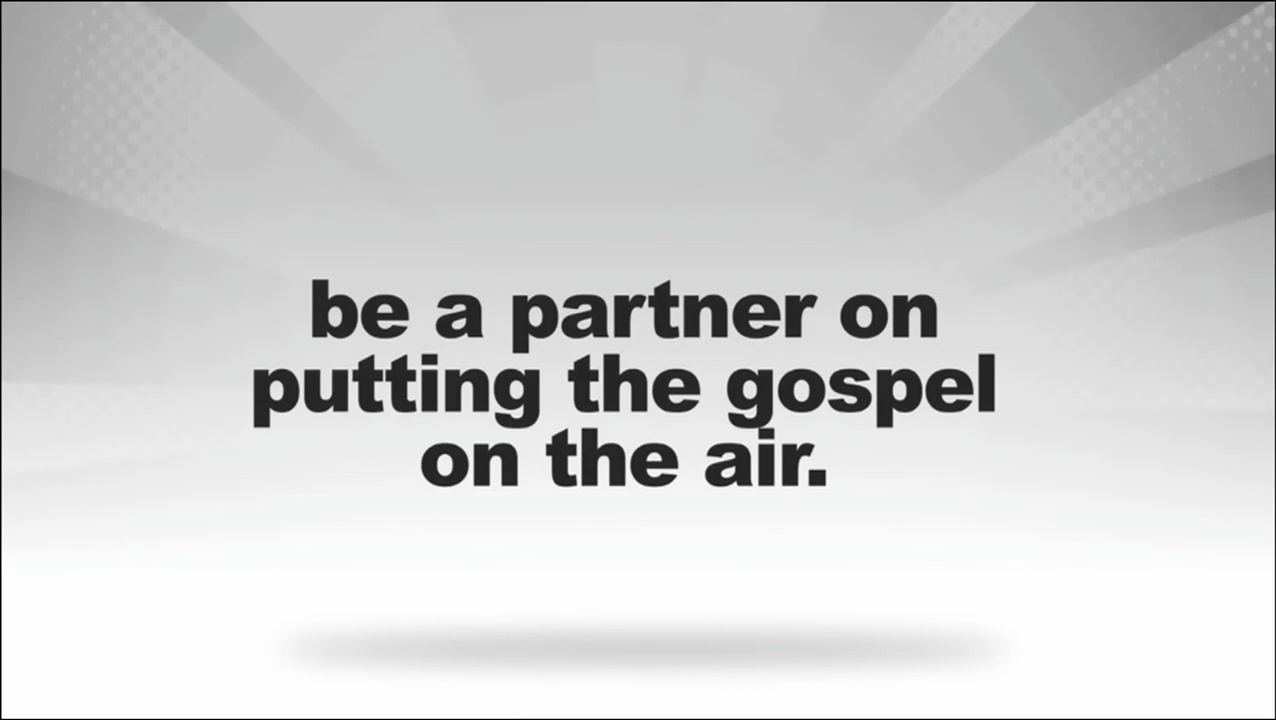 be a partner on
putting the gospel
on the air.